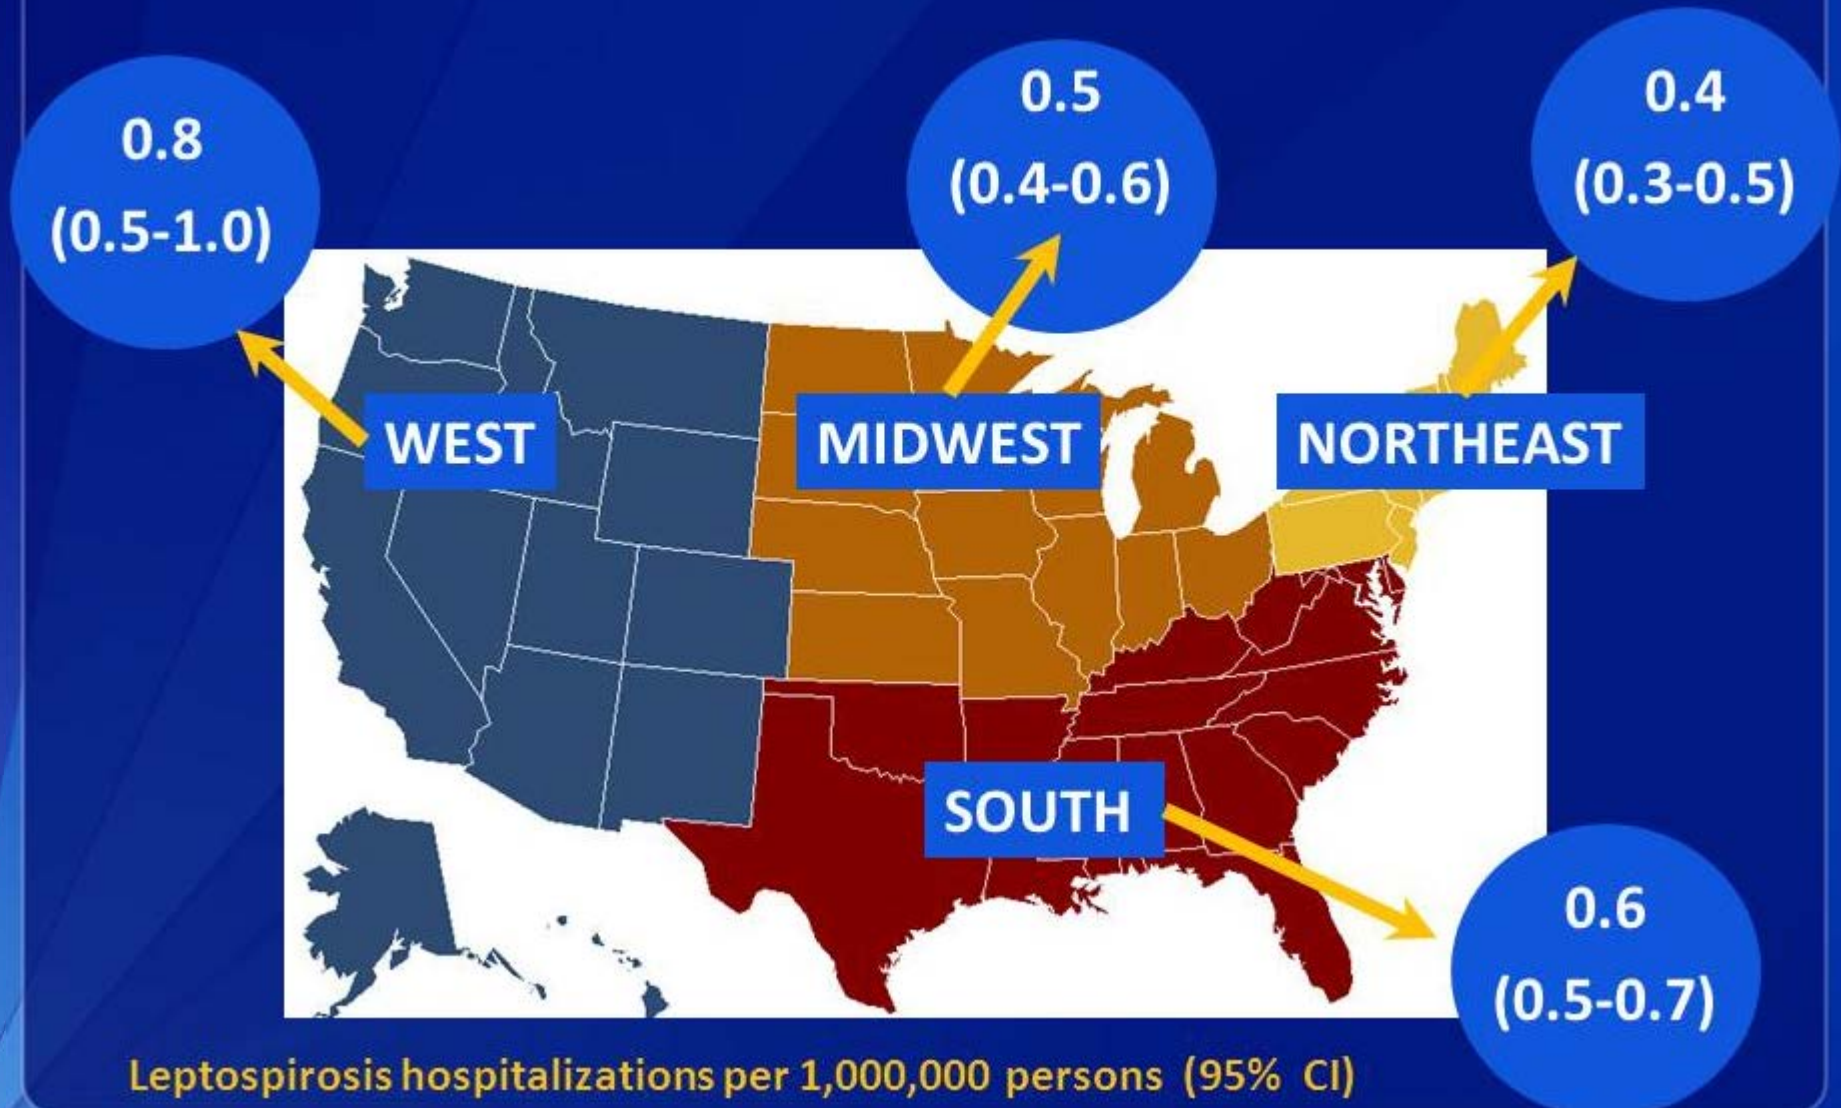 0.8
(0.5-1.0)
0.5
(0.4-0.6)
0.4
(0.3-0.5)
WEST
MIDWEST
NORTHEAST
SOUTH
0.6
(0.5-0.7)
Leptospirosis hospitalizations per 1,000,000 persons (95% CI)